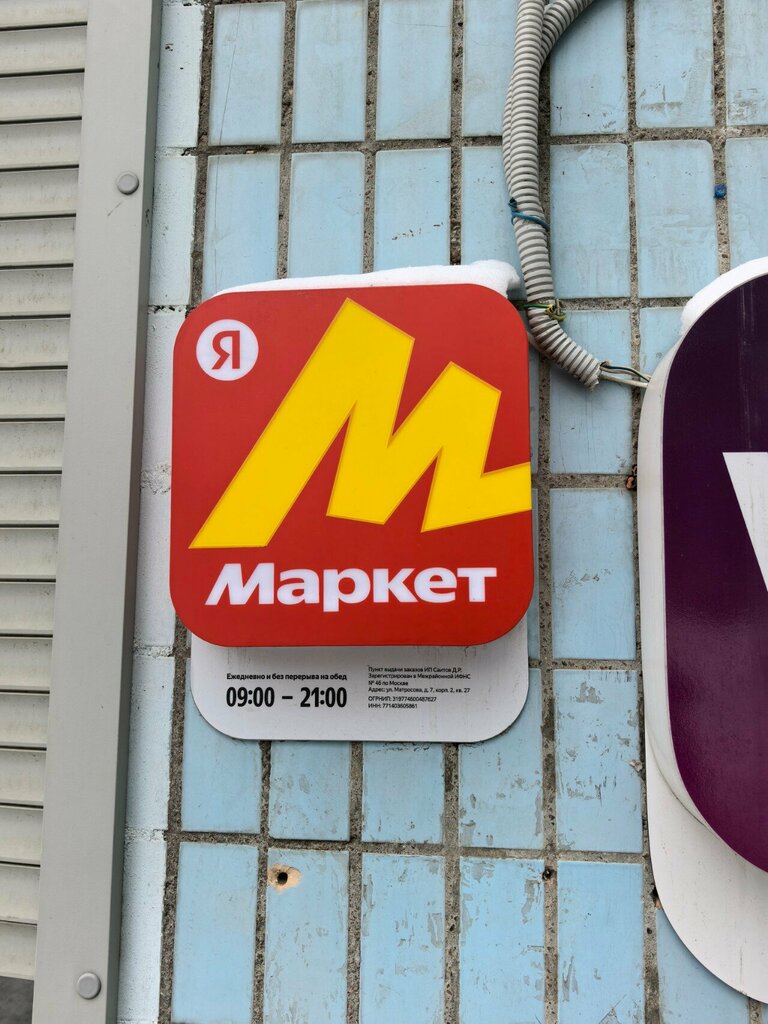 Я
Маркет
Ежедневно и без перерыва на обед
09:00 – 21:00
Пункт выдачи заказов ИП Саитов Д.Р.
Зарегистрирован в Межрайонной ИФНС
№ 46 по Москве
Адрес: ул. Матросова, д. 7, корп. 2, кв. 27
ОГРНИП: 319774600487627
ИНН: 771403605861